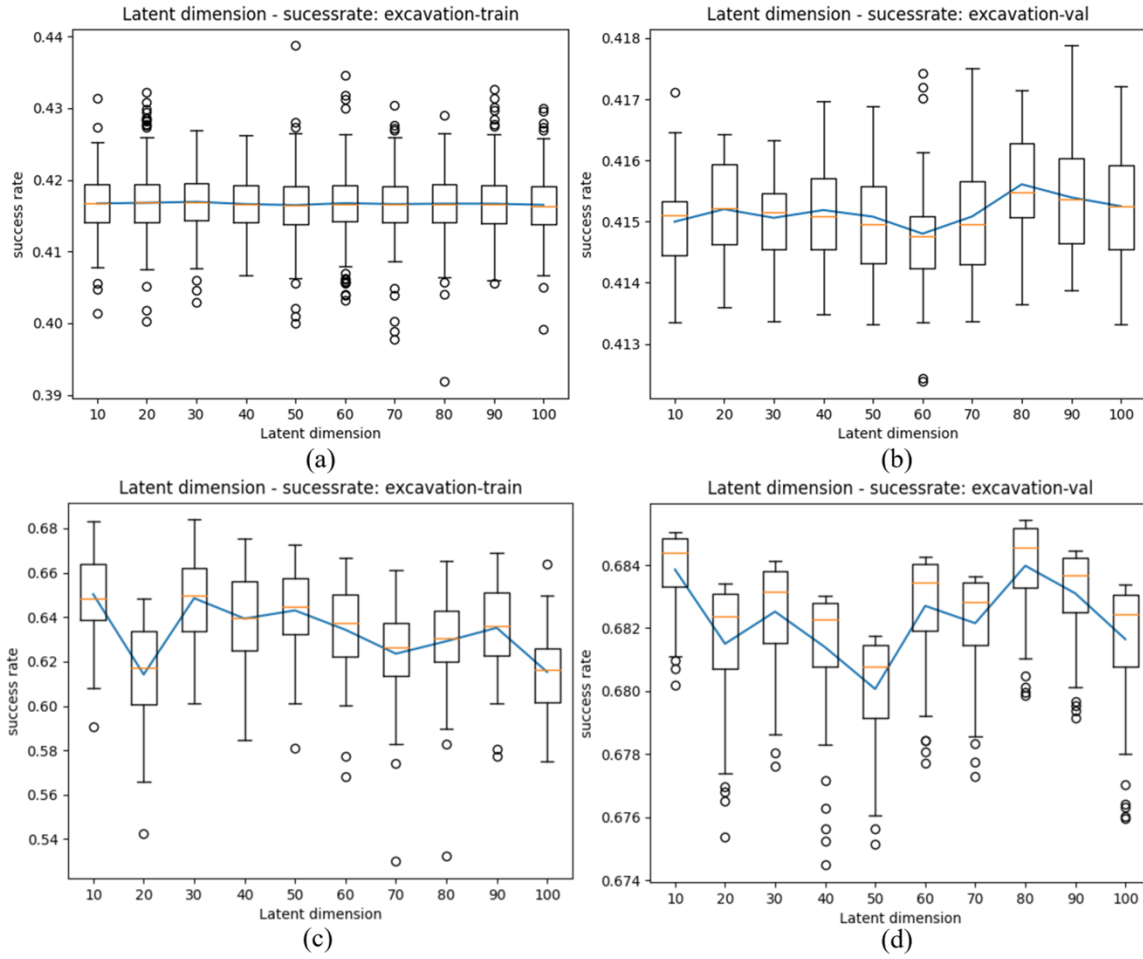 Latent dimension - sucessrate: excavation-train
0.44
0.43
0.42
0.41
0.40
0.39
success rate
10 20 30 40 50 60 70 80 90 100
Latent dimension
(a)
Latent dimension - sucessrate: excavation-val
0.418
0.417
0.416
0.415
0.414
0.413
success rate
10 20 30 40 50 60 70 80 90 100
Latent dimension
(b)
Latent dimension - sucessrate: excavation-train
0.68
0.66
0.64
0.62
0.60
0.58
0.56
0.54
success rate
10 20 30 40 50 60 70 80 90 100
Latent dimension
(c)
Latent dimension - sucessrate: excavation-val
0.684
0.682
0.680
0.678
0.676
0.674
success rate
10 20 30 40 50 60 70 80 90 100
Latent dimension
(d)